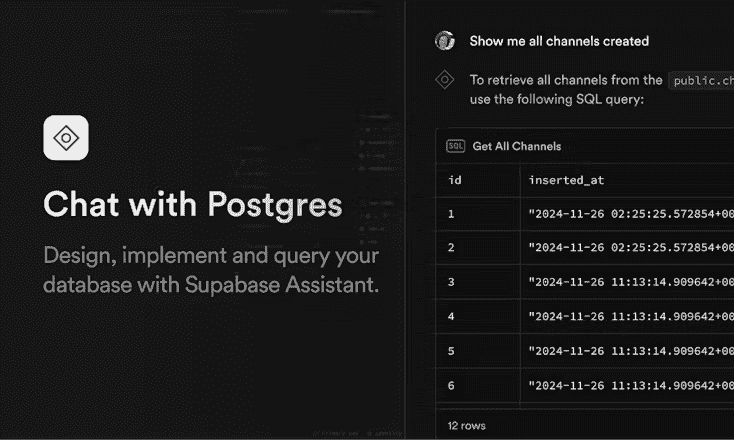 Chat with Postgres
Design, implement and query your
database with Supabase Assistant.
Show me all channels created
To retrieve all channels from the public.ch
use the following SQL query:
SQL Get All Channels
id inserted_at
1 "2024-11-26 02:25:25.572854+00
2 "2024-11-26 02:25:25.572854+00
3 "2024-11-26 11:13:14.909642+00
4 "2024-11-26 11:13:14.909642+00
5 "2024-11-26 11:13:14.909642+00
6 "2024-11-26 11:13:14.909642+00
12 rows